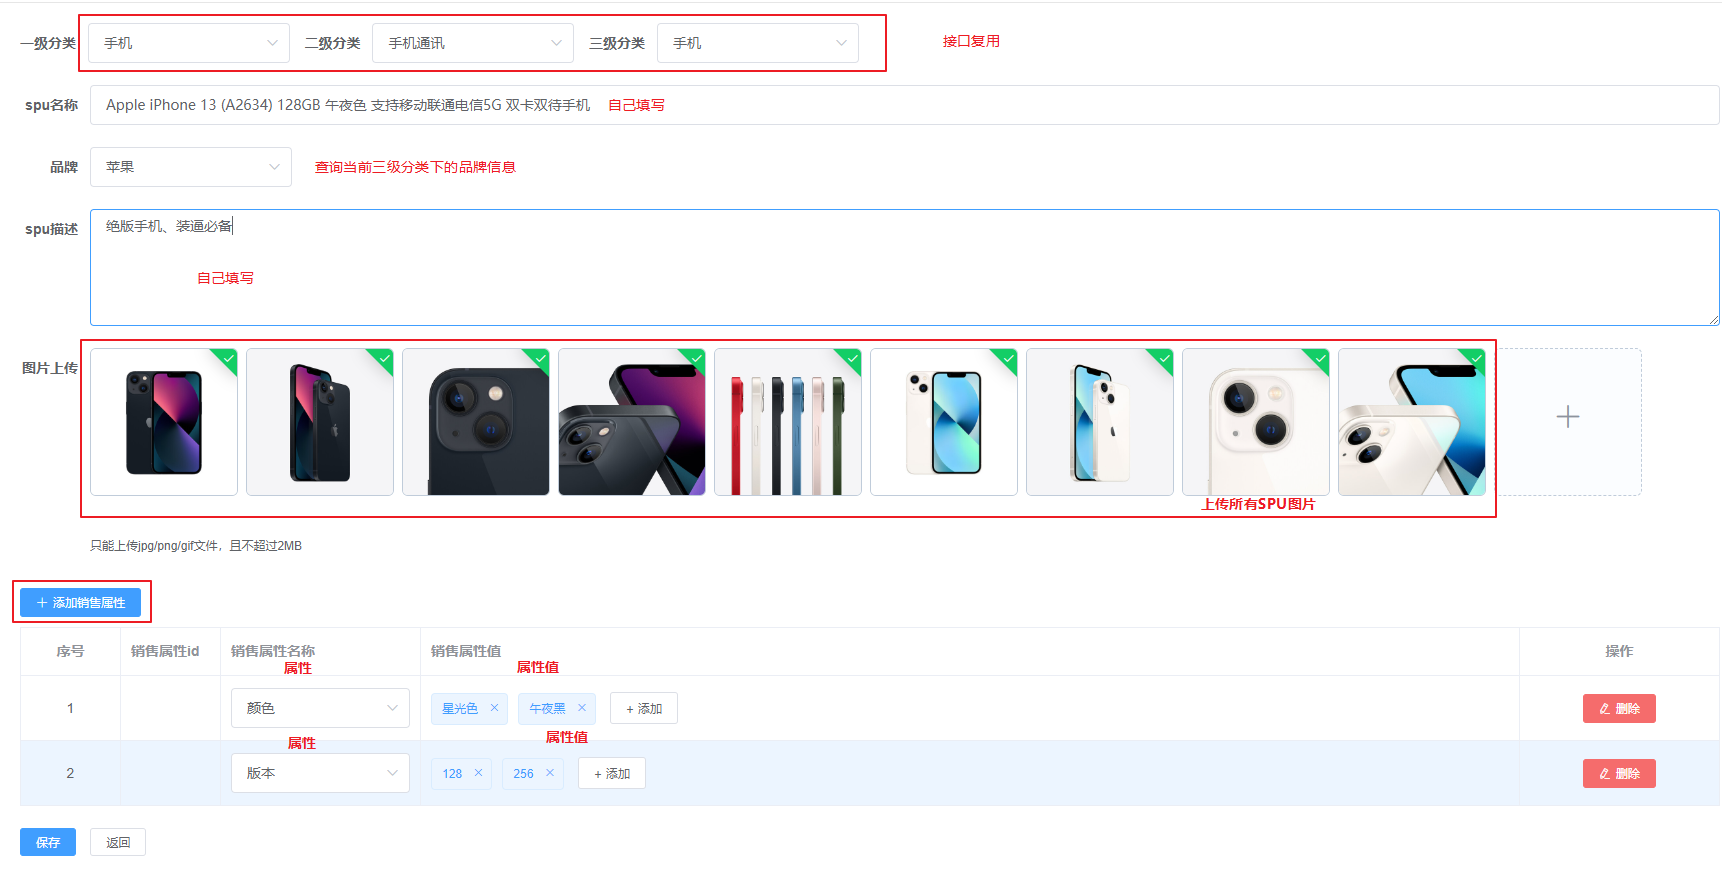 一级分类 手机 二级分类 手机通讯 三级分类 手机 接口复用
spu名称 Apple iPhone 13 (A2634) 128GB 午夜色 支持移动联通电信5G 双卡双待手机 自己填写
品牌 苹果 查询当前三级分类下的品牌信息
spu描述 绝版手机、装逼必备
自己填写
图片上传
上传所有SPU图片
只能上传jpg/png/gif文件，且不超过2MB
+ 添加销售属性
序号 销售属性id 销售属性名称 销售属性值 操作
属性 属性值
1 颜色 星光色 × 午夜黑 × + 添加 删除
属性 属性值
2 版本 128 × 256 × + 添加 删除
保存 返回